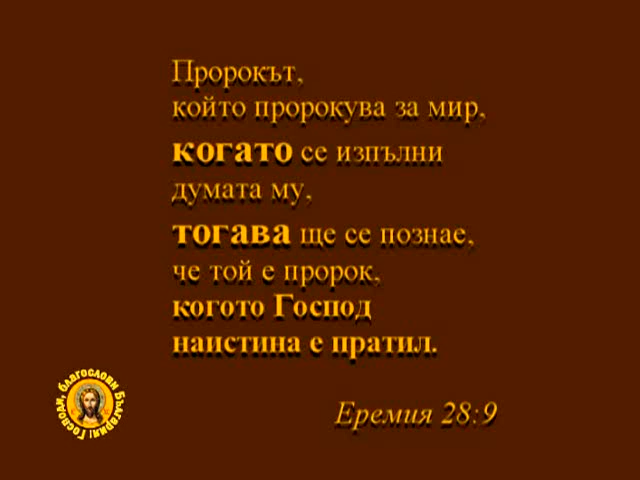 Пророкът,
който пророкува за мир,
когато се изпълни
думата му,
тогава ще се познае,
че той е пророк,
когото Господ
наистина е пратил.
Еремия 28:9
Господи, благослови България!